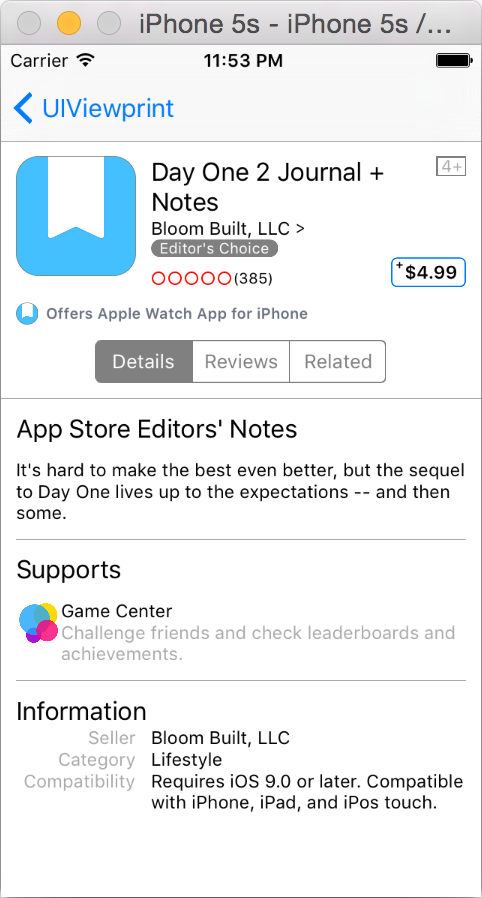 iPhone 5s - iPhone 5s /...
Carrier 11:53 PM
UIViewprint
Day One 2 Journal +
Notes
4+
Bloom Built, LLC >
Editor's Choice
(385)
+$4.99
Offers Apple Watch App for iPhone
Details Reviews Related
App Store Editors' Notes
It's hard to make the best even better, but the sequel
to Day One lives up to the expectations -- and then
some.
Supports
Game Center
Challenge friends and check leaderboards and
achievements.
Information
Seller Bloom Built, LLC
Category Lifestyle
Compatibility Requires iOS 9.0 or later. Compatible
with iPhone, iPad, and iPos touch.